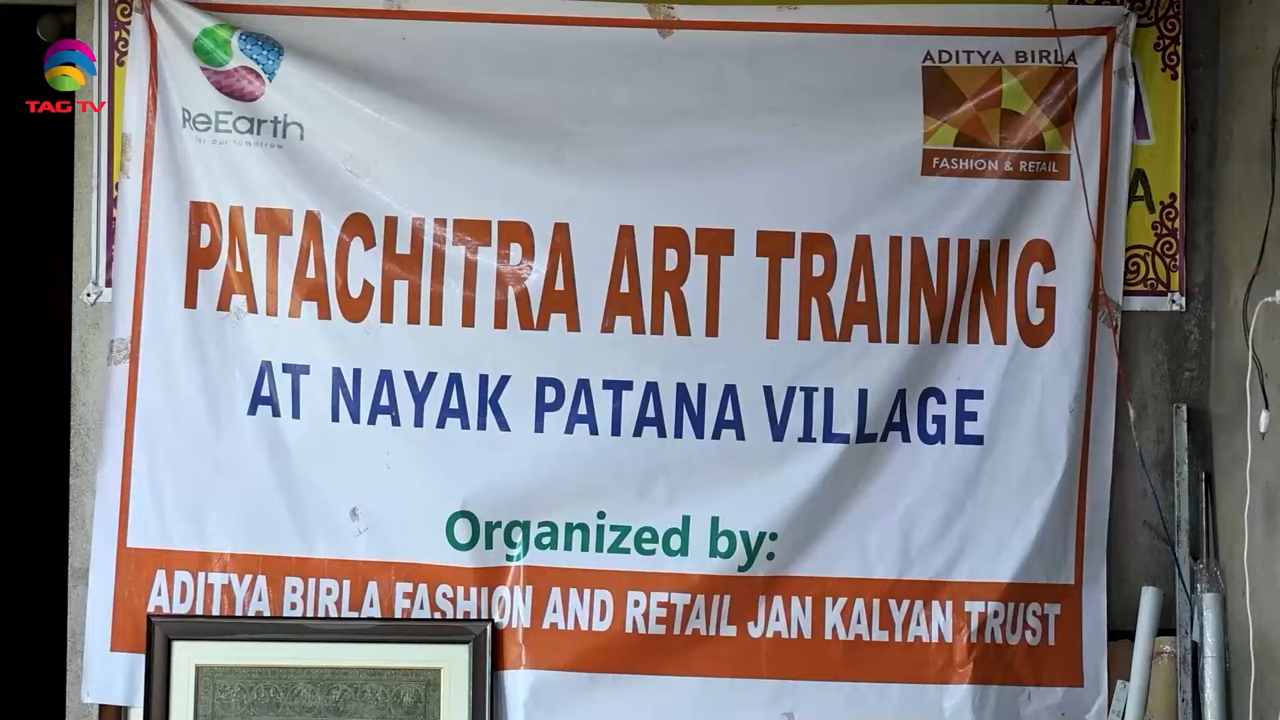 TAG TV
ReEarth
for our tomorrow
ADITYA BIRLA
FASHION & RETAIL
PATACHITRA ART TRAINING
AT NAYAK PATANA VILLAGE
Organized by:
ADITYA BIRLA FASHION AND RETAIL JAN KALYAN TRUST
A